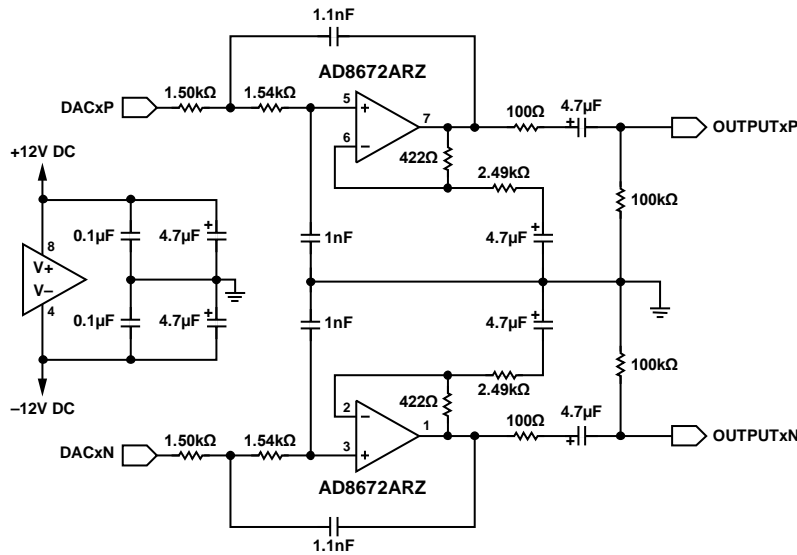 1.1nF
AD8672ARZ
1.50kΩ
1.54kΩ
DACxP
5
+
7
6
–
422Ω
100Ω
4.7µF
+
OUTPUTxP
2.49kΩ
100kΩ
+12V DC
8
V+
V–
4
0.1µF
4.7µF
+
0.1µF
4.7µF
+
–12V DC
1nF
1nF
4.7µF
+
4.7µF
+
2.49kΩ
100kΩ
422Ω
2
–
3
+
1
100Ω
4.7µF
+
OUTPUTxN
1.50kΩ
1.54kΩ
DACxN
AD8672ARZ
1.1nF